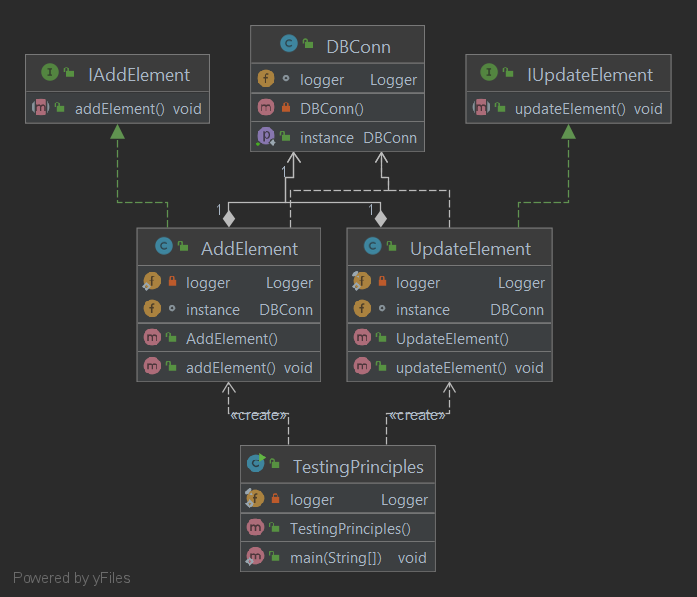 DBConn
logger Logger
DBConn()
instance DBConn
IAddElement
addElement() void
IUpdateElement
updateElement() void
1
1
1
AddElement
logger Logger
instance DBConn
AddElement()
addElement() void
UpdateElement
logger Logger
instance DBConn
UpdateElement()
updateElement() void
«create»
«create»
TestingPrinciples
logger Logger
TestingPrinciples()
main(String[]) void
Powered by yFiles